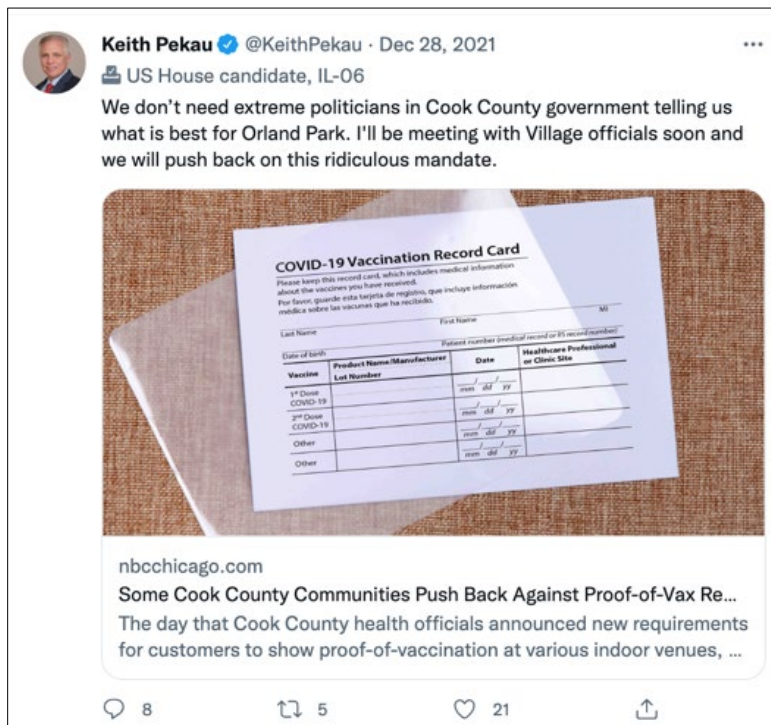 Keith Pekau @KeithPekau · Dec 28, 2021
US House candidate, IL-06
We don’t need extreme politicians in Cook County government telling us
what is best for Orland Park. I'll be meeting with Village officials soon and
we will push back on this ridiculous mandate.
COVID-19 Vaccination Record Card
Please keep this record card, which includes medical information
about the vaccines you have received.
Por favor, guarde esta tarjeta de registro, que incluye información
médica sobre las vacunas que ha recibido.
Last Name First Name MI
Date of birth Patient number (medical record or IIS record number)
Vaccine Product Name/Manufacturer Date Healthcare Professional
Lot Number or Clinic Site
1st Dose
COVID-19
mm dd yy
2nd Dose
COVID-19
mm dd yy
Other
mm dd yy
Other
mm dd yy
nbcchicago.com
Some Cook County Communities Push Back Against Proof-of-Vax Re...
The day that Cook County health officials announced new requirements
for customers to show proof-of-vaccination at various indoor venues, ...
8 5 21